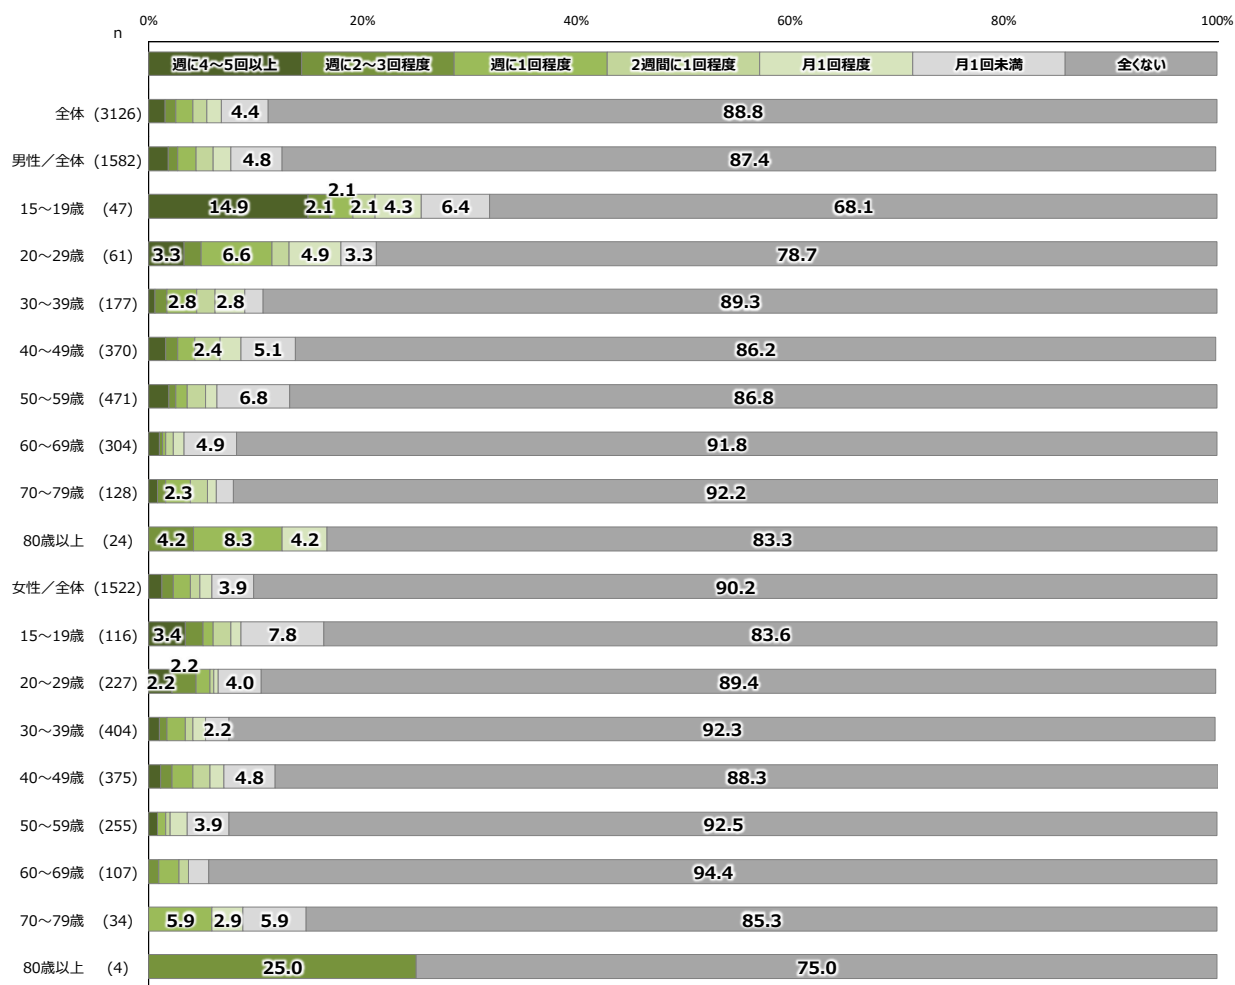 0% 20% 40% 60% 80% 100%
n
週に4～5回以上 週に2～3回程度 週に1回程度 2週間に1回程度 月1回程度 月1回未満 全くない
全体 (3126) 4.4 88.8
男性／全体 (1582) 4.8 87.4
2.1
15～19歳 (47) 14.9 2.1 2.1 4.3 6.4 68.1
20～29歳 (61) 3.3 6.6 4.9 3.3 78.7
30～39歳 (177) 2.8 2.8 89.3
40～49歳 (370) 2.4 5.1 86.2
50～59歳 (471) 6.8 86.8
60～69歳 (304) 4.9 91.8
70～79歳 (128) 2.3 92.2
80歳以上 (24) 4.2 8.3 4.2 83.3
女性／全体 (1522) 3.9 90.2
15～19歳 (116) 3.4 7.8 83.6
2.2
20～29歳 (227) 2.2 4.0 89.4
30～39歳 (404) 2.2 92.3
40～49歳 (375) 4.8 88.3
50～59歳 (255) 3.9 92.5
60～69歳 (107) 94.4
70～79歳 (34) 5.9 2.9 5.9 85.3
80歳以上 (4) 25.0 75.0